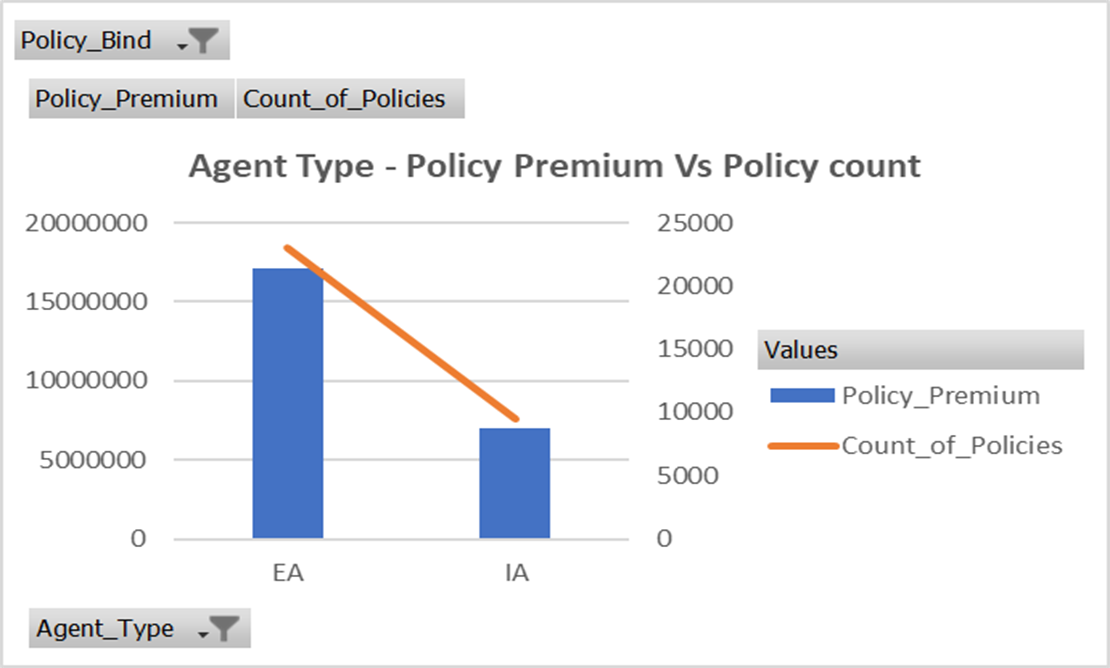 Policy_Bind
Policy_Premium Count_of_Policies
Agent Type - Policy Premium Vs Policy count
20000000 25000
20000
15000000
15000
10000000
10000
5000000
5000
0 0
EA IA
Values
Policy_Premium
Count_of_Policies
Agent_Type